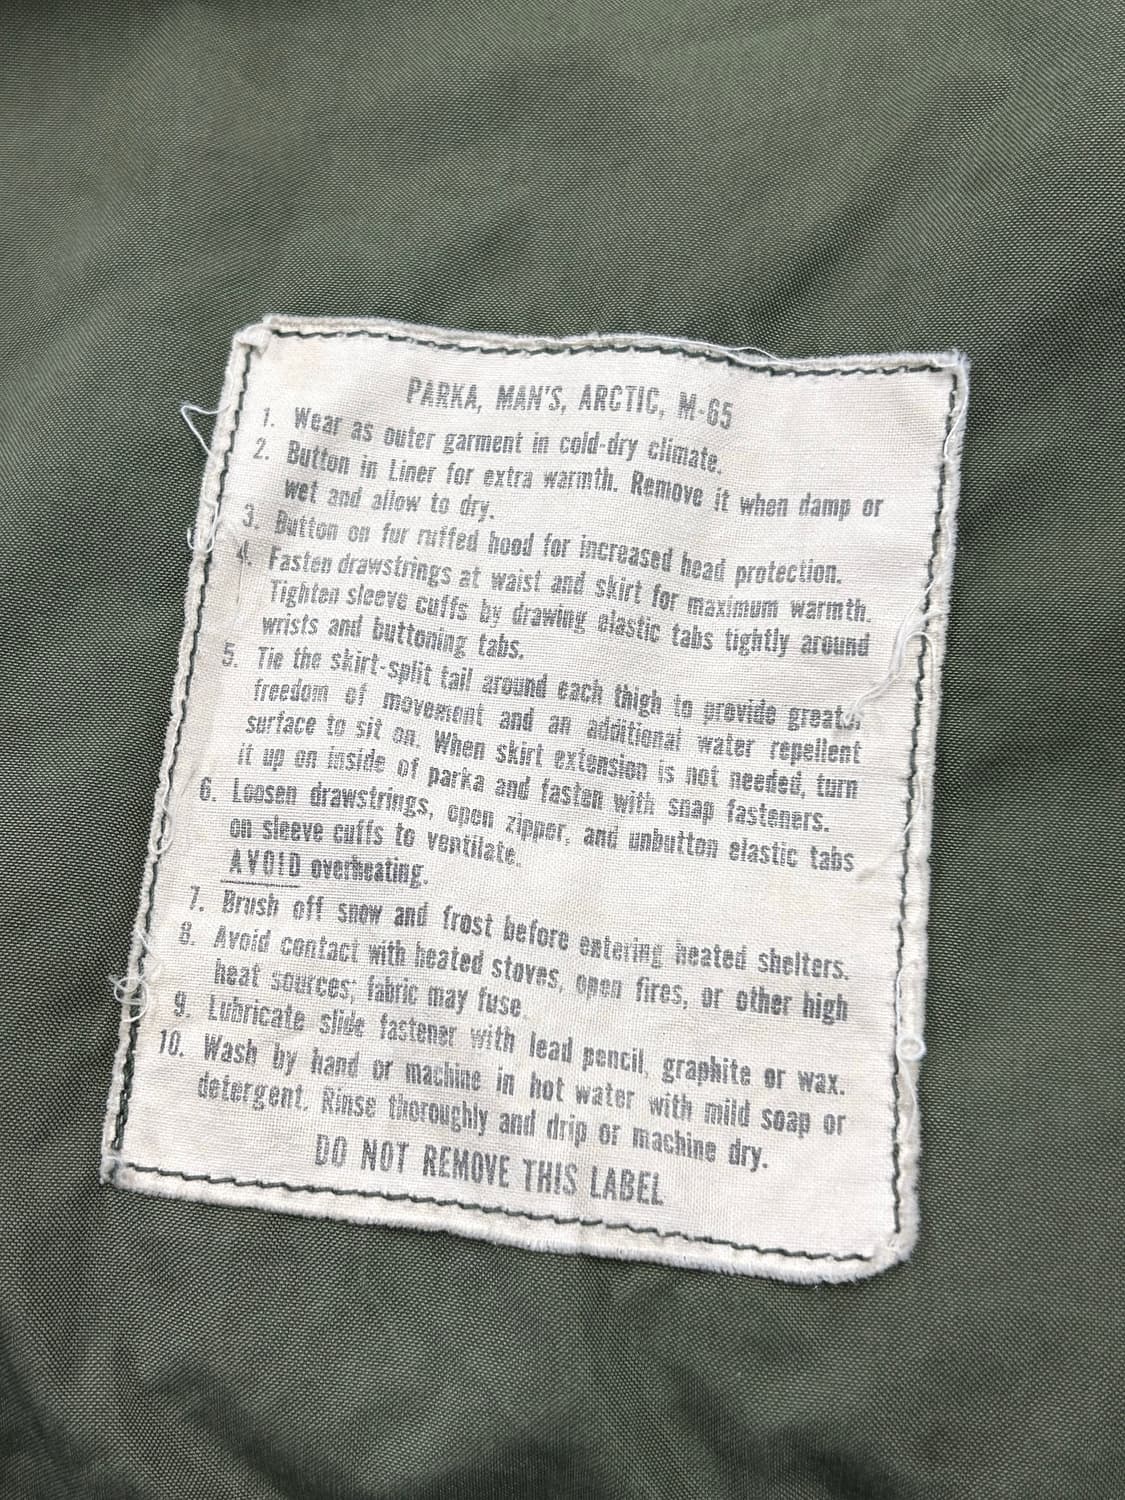 PARKA, MAN'S, ARCTIC, M-65
1. Wear as outer garment in cold-dry climate.
2. Button in Liner for extra warmth. Remove it when damp or
wet and allow to dry.
3. Button on fur ruffed hood for increased head protection.
4. Fasten drawstrings at waist and skirt for maximum warmth.
Tighten sleeve cuffs by drawing elastic tabs tightly around
wrists and buttoning tabs.
5. Tie the skirt-split tail around each thigh to provide greater
freedom of movement and an additional water repellent
surface to sit on. When skirt extension is not needed, turn
it up on inside of parka and fasten with snap fasteners.
6. Loosen drawstrings, open zipper, and unbutton elastic tabs
on sleeve cuffs to ventilate.
AVOID overheating.
7. Brush off snow and frost before entering heated shelters.
8. Avoid contact with heated stoves, open fires, or other high
heat sources; fabric may fuse.
9. Lubricate slide fastener with lead pencil, graphite or wax.
10. Wash by hand or machine in hot water with mild soap or
detergent. Rinse thoroughly and drip or machine dry.
DO NOT REMOVE THIS LABEL